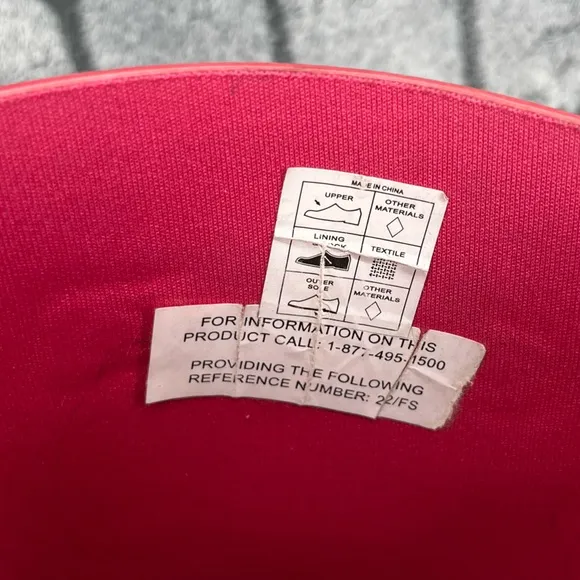 MADE IN CHINA
UPPER
OTHER
MATERIALS
LINING
TEXTILE
OUTER
SOLE
OTHER
MATERIALS
FOR INFORMATION ON THIS
PRODUCT CALL: 1-877-495-1500
PROVIDING THE FOLLOWING
REFERENCE NUMBER: 22/FS